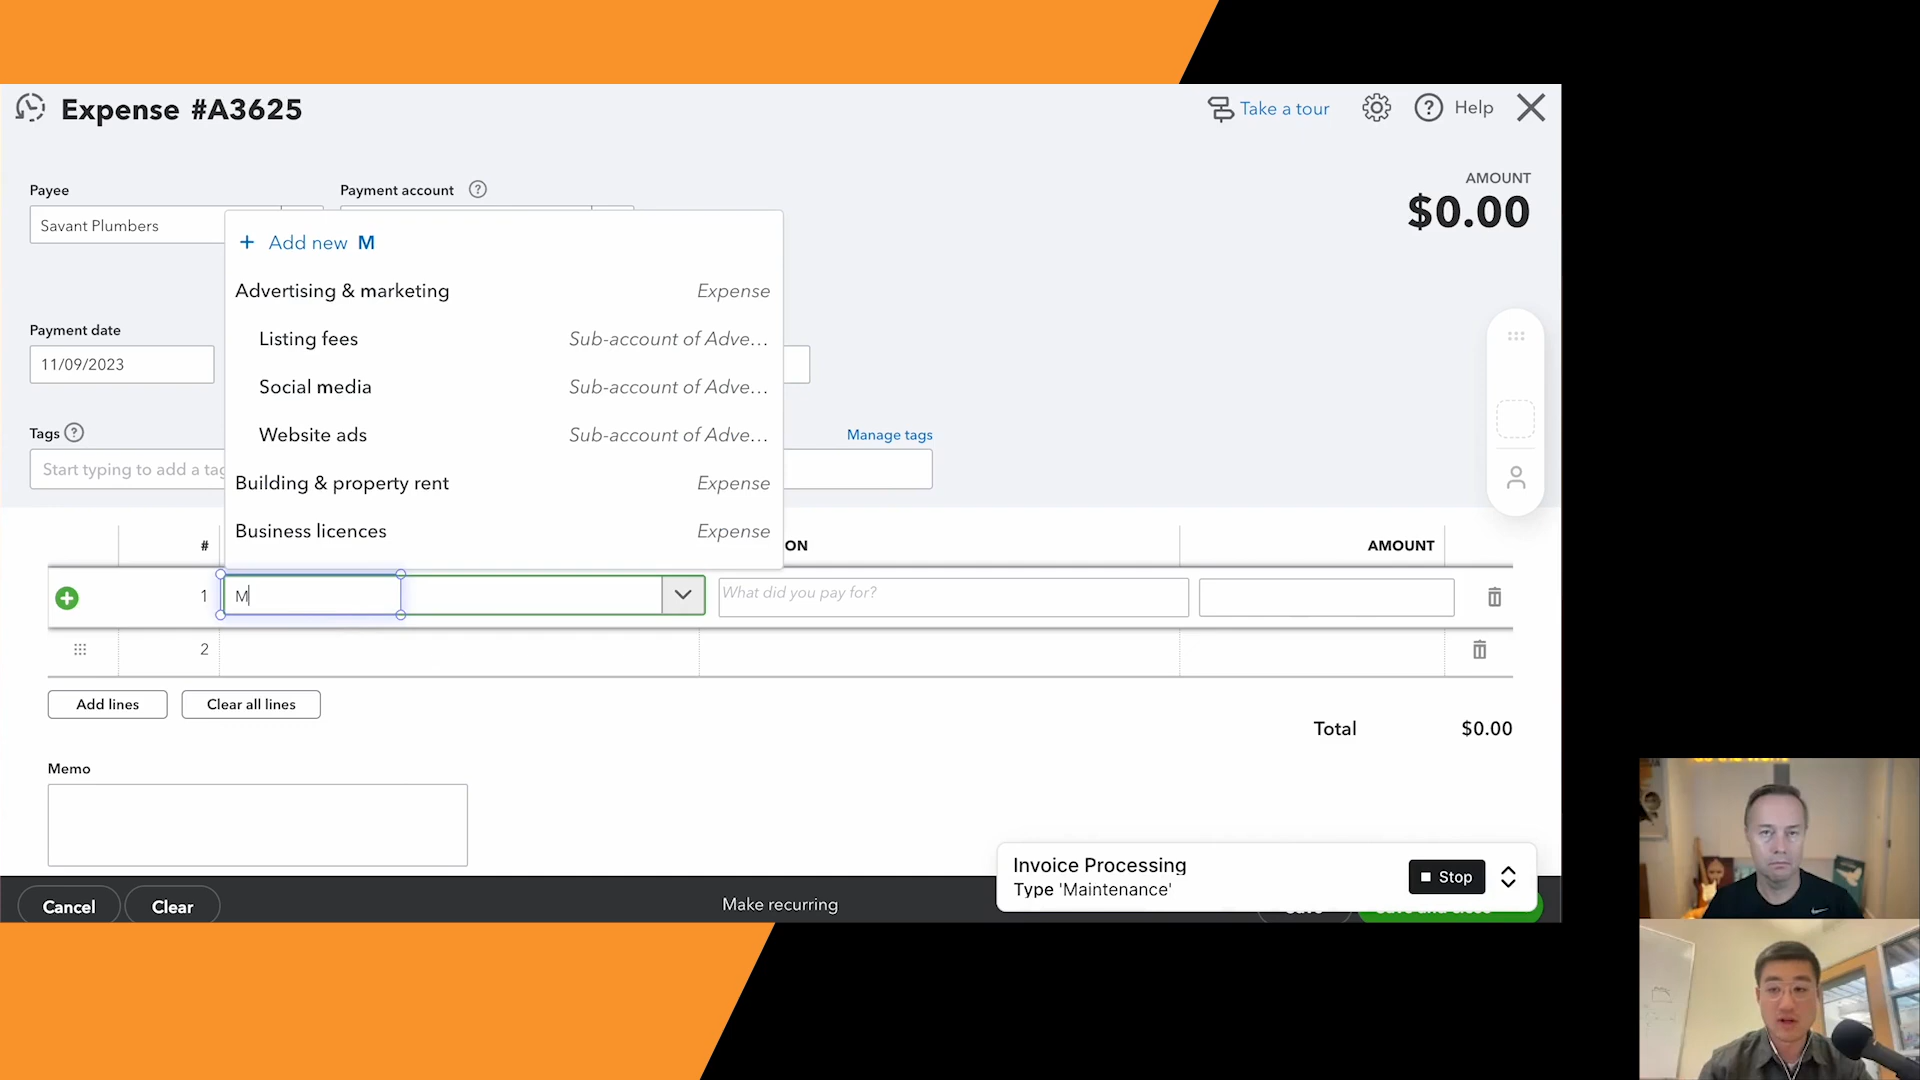 Expense #A3625
Take a tour
Help
Payee
Payment account
AMOUNT
$0.00
Savant Plumbers
+ Add new M
Advertising & marketing Expense
Listing fees Sub-account of Adve...
Social media Sub-account of Adve...
Website ads Sub-account of Adve...
Building & property rent Expense
Business licences Expense
Payment date
11/09/2023
Tags
Manage tags
Start typing to add a tag
# ON AMOUNT
1 M What did you pay for?
2
Add lines
Clear all lines
Total $0.00
Memo
Invoice Processing
Type 'Maintenance'
Stop
Cancel
Clear
Make recurring
Save
Save and close